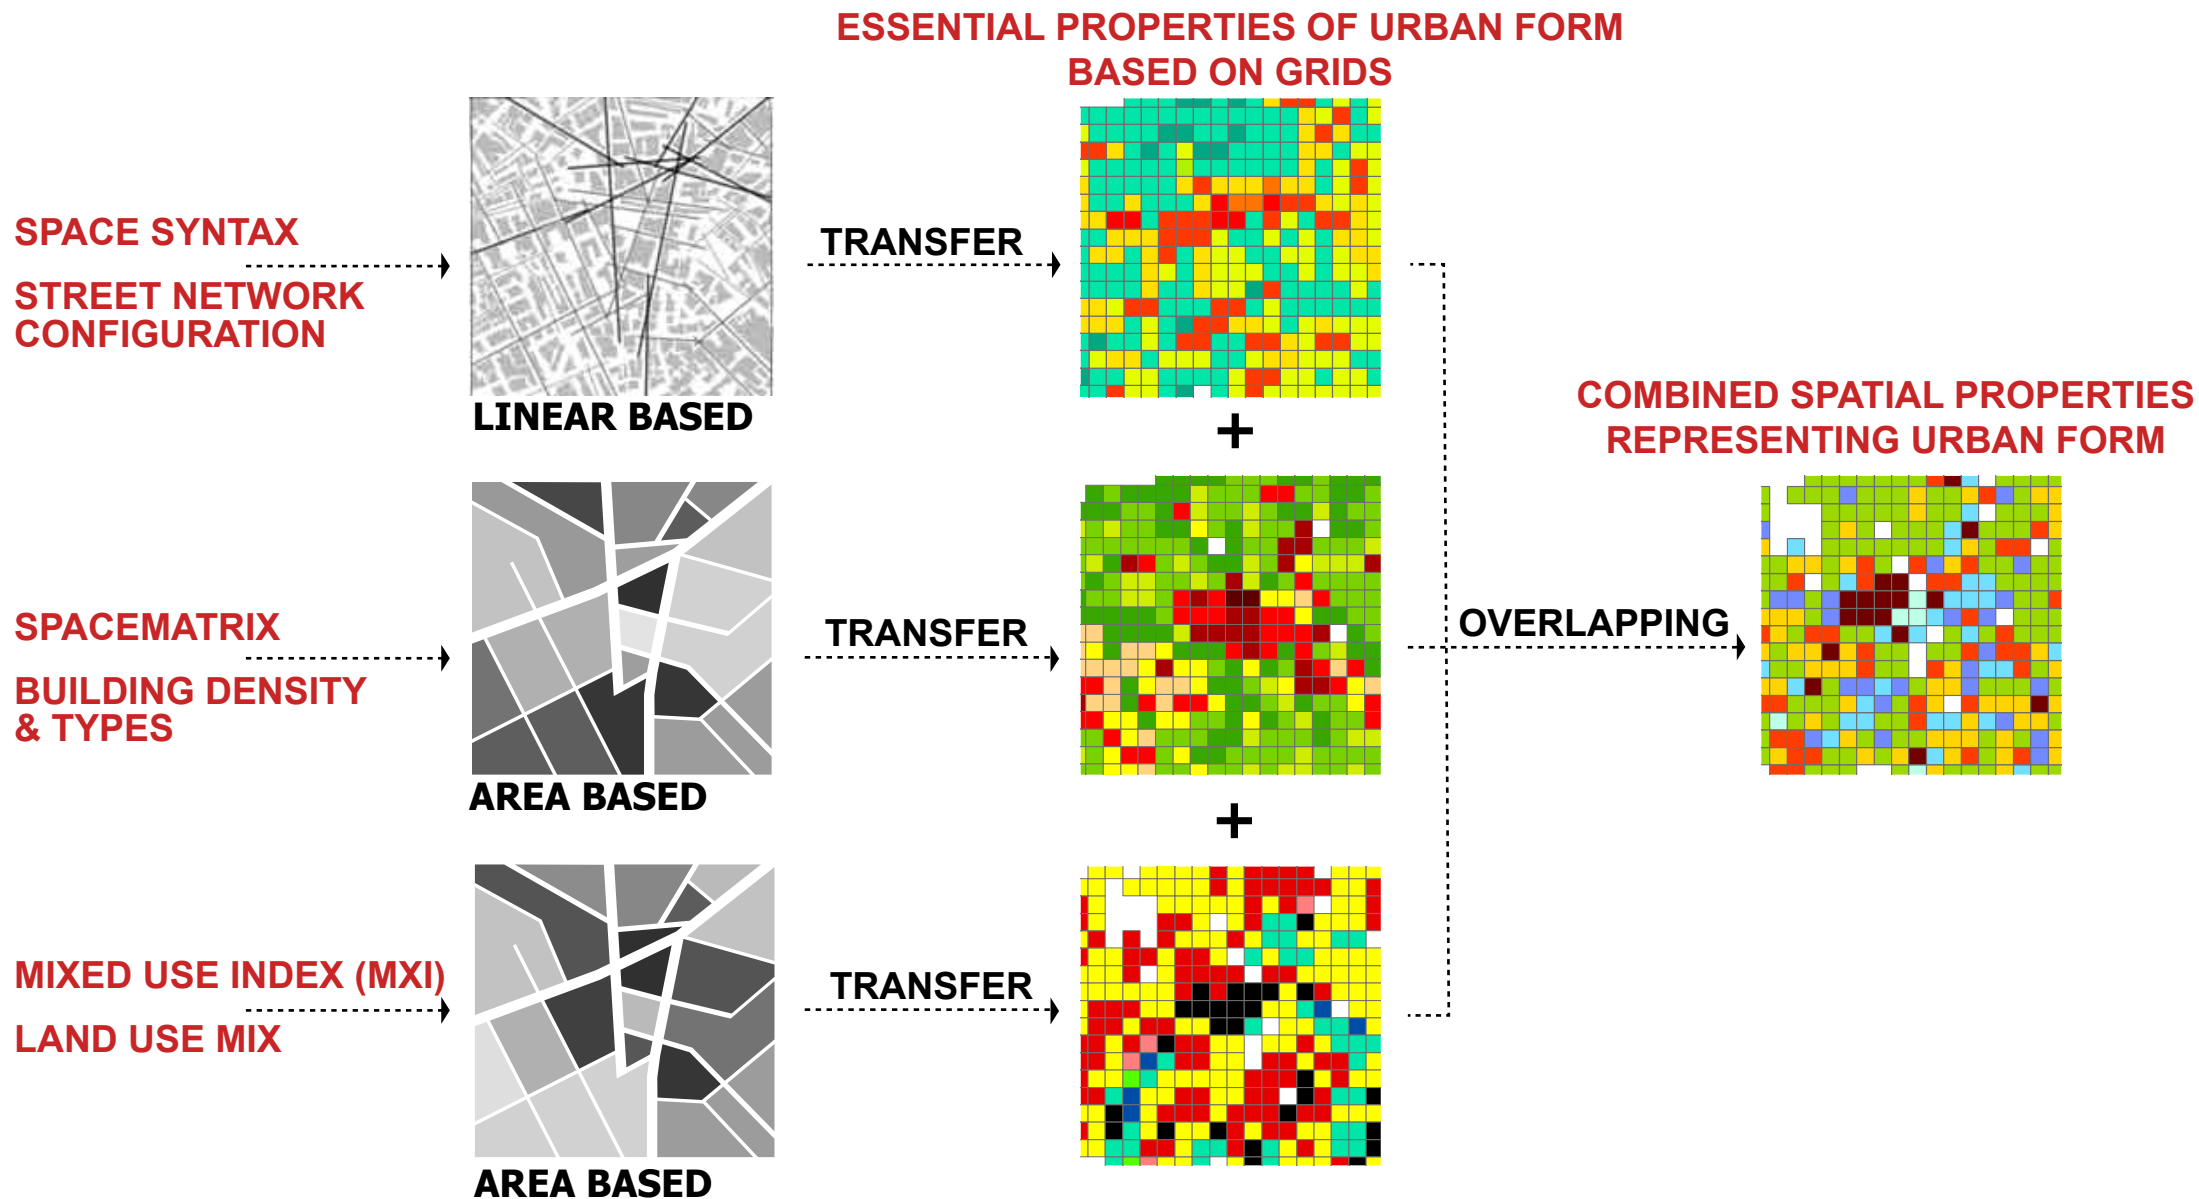 ESSENTIAL PROPERTIES OF URBAN FORM
BASED ON GRIDS
SPACE SYNTAX
STREET NETWORK
CONFIGURATION
LINEAR BASED
TRANSFER
+
COMBINED SPATIAL PROPERTIES
REPRESENTING URBAN FORM
SPACEMATRIX
BUILDING DENSITY
& TYPES
AREA BASED
TRANSFER
OVERLAPPING
+
MIXED USE INDEX (MXI)
LAND USE MIX
AREA BASED
TRANSFER